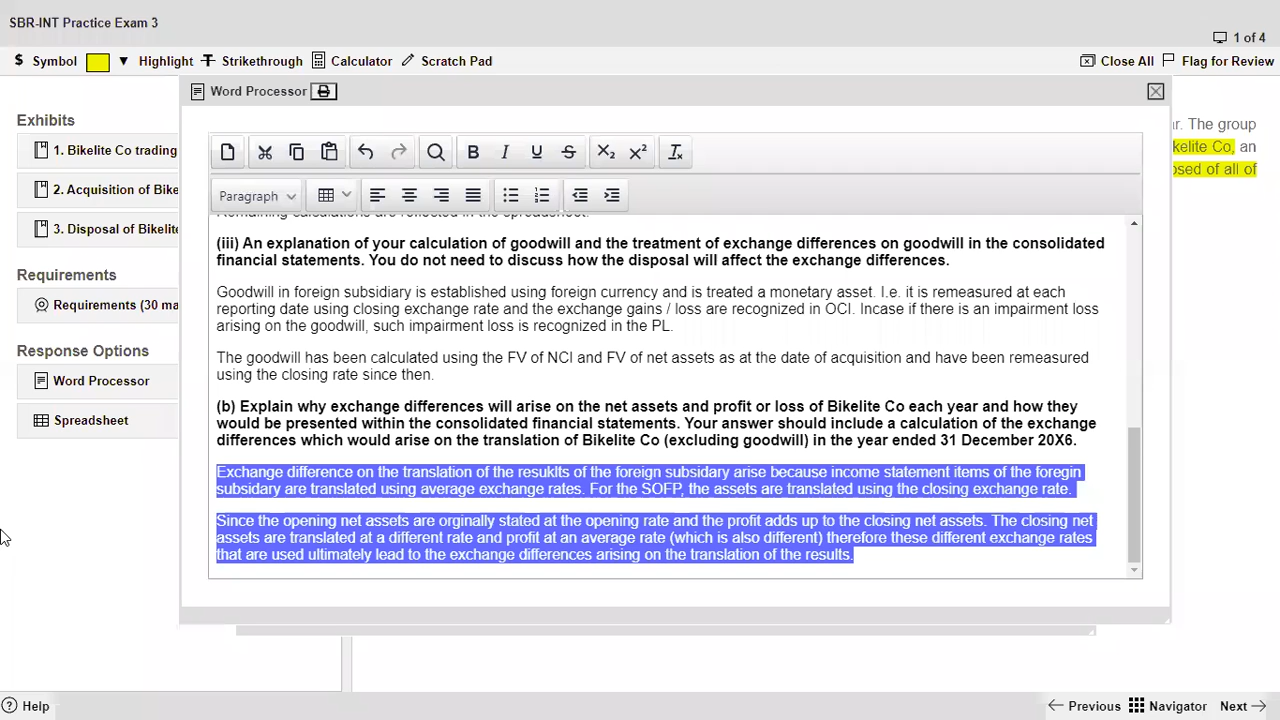 SBR-INT Practice Exam 3
1 of 4
$ Symbol
Highlight
Strikethrough
Calculator
Scratch Pad
Close All
Flag for Review
Word Processor
Exhibits
1. Bikelite Co trading
2. Acquisition of Bike
3. Disposal of Bikelite
Requirements
Requirements (30 ma
Response Options
Word Processor
Spreadsheet
r. The group
kelite Co, an
osed of all of
B I U S X2 X2 Tx
Paragraph
Remaining calculations are reflected in the spreadsheet.
(iii) An explanation of your calculation of goodwill and the treatment of exchange differences on goodwill in the consolidated
financial statements. You do not need to discuss how the disposal will affect the exchange differences.
Goodwill in foreign subsidiary is established using foreign currency and is treated a monetary asset. I.e. it is remeasured at each
reporting date using closing exchange rate and the exchange gains / loss are recognized in OCI. Incase if there is an impairment loss
arising on the goodwill, such impairment loss is recognized in the PL.
The goodwill has been calculated using the FV of NCI and FV of net assets as at the date of acquisition and have been remeasured
using the closing rate since then.
(b) Explain why exchange differences will arise on the net assets and profit or loss of Bikelite Co each year and how they
would be presented within the consolidated financial statements. Your answer should include a calculation of the exchange
differences which would arise on the translation of Bikelite Co (excluding goodwill) in the year ended 31 December 20X6.
Exchange difference on the translation of the resuklts of the foreign subsidary arise because income statement items of the foregin
subsidary are translated using average exchange rates. For the SOFP, the assets are translated using the closing exchange rate.
Since the opening net assets are orginally stated at the opening rate and the profit adds up to the closing net assets. The closing net
assets are translated at a different rate and profit at an average rate (which is also different) therefore these different exchange rates
that are used ultimately lead to the exchange differences arising on the translation of the results.
Help
Previous
Navigator
Next